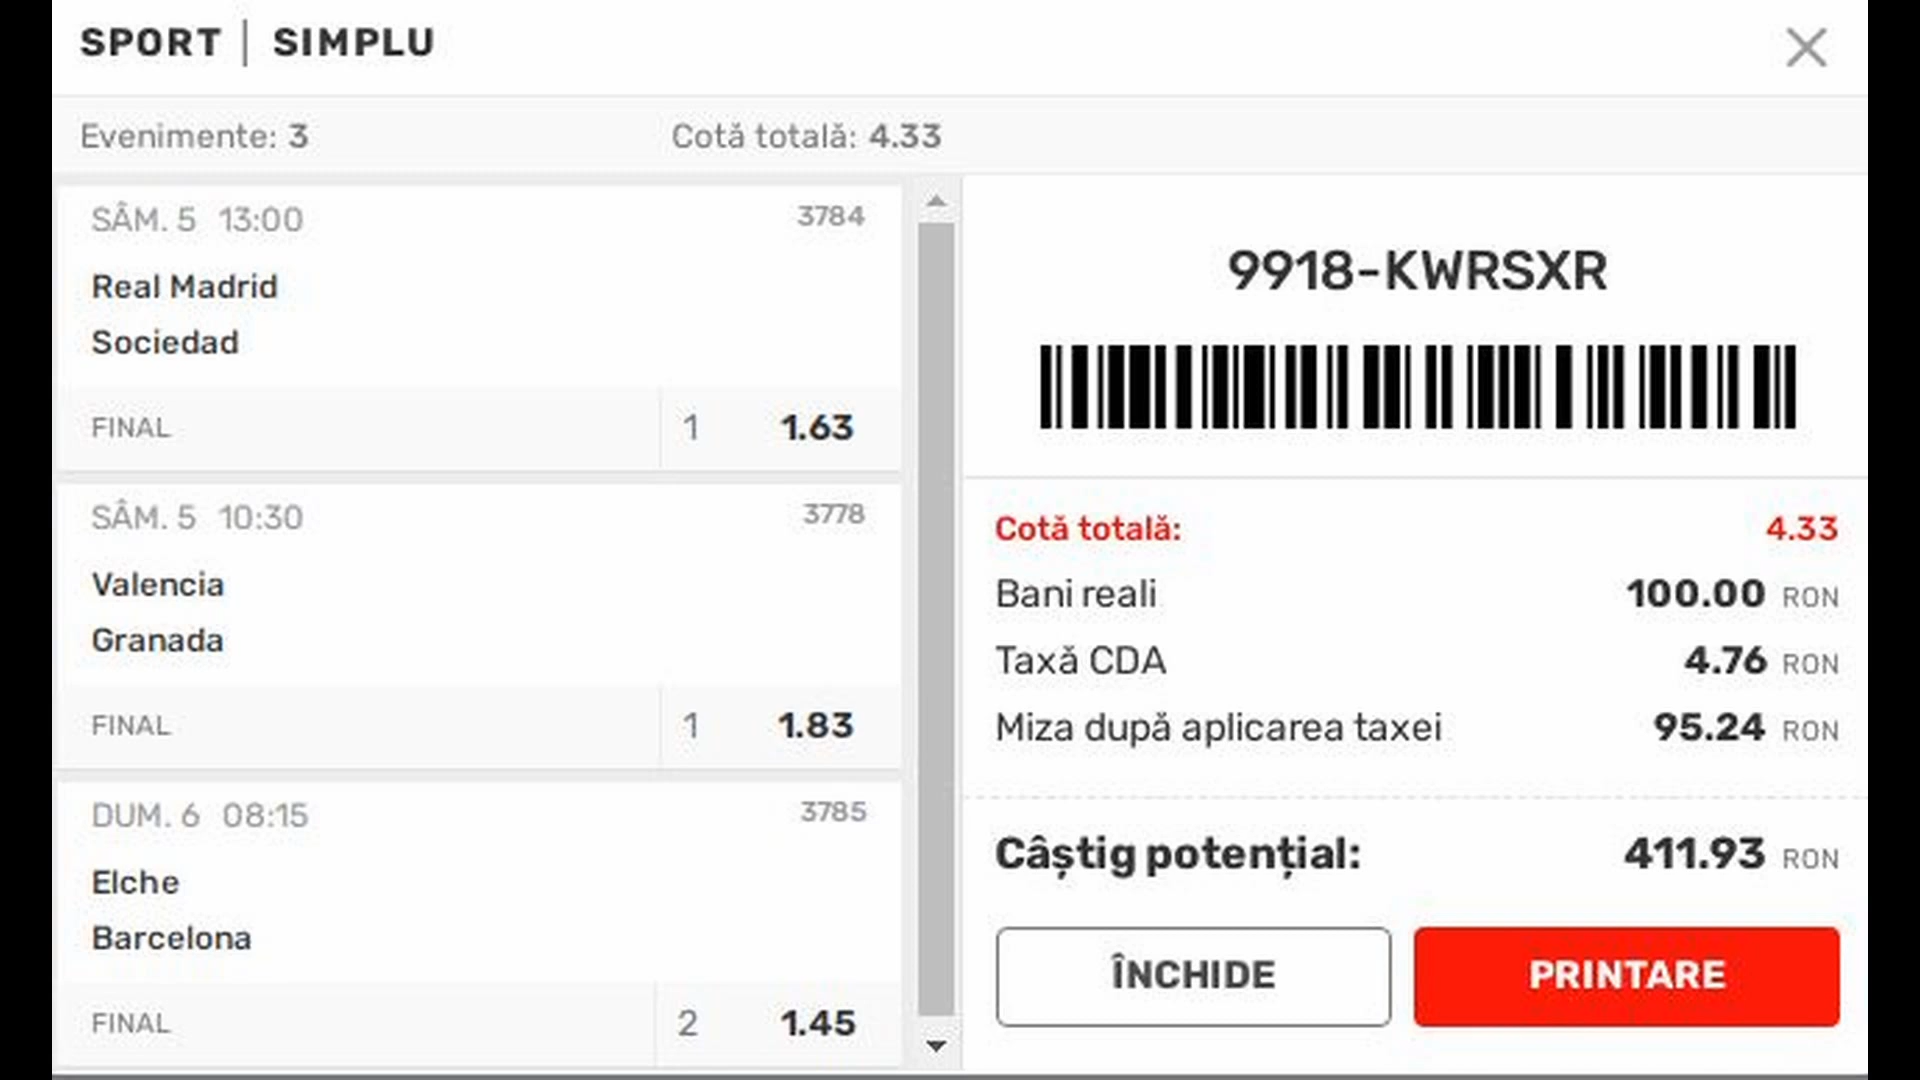 SPORT | SIMPLU
Evenimente: 3
Cotă totală: 4.33
SÂM. 5 13:00 3784
Real Madrid
Sociedad
FINAL 1 1.63
SÂM. 5 10:30 3778
Valencia
Granada
FINAL 1 1.83
DUM. 6 08:15 3785
Elche
Barcelona
FINAL 2 1.45
9918-KWRSXR
Cotă totală: 4.33
Bani reali 100.00 RON
Taxă CDA 4.76 RON
Miza după aplicarea taxei 95.24 RON
Câștig potențial: 411.93 RON
ÎNCHIDE
PRINTARE